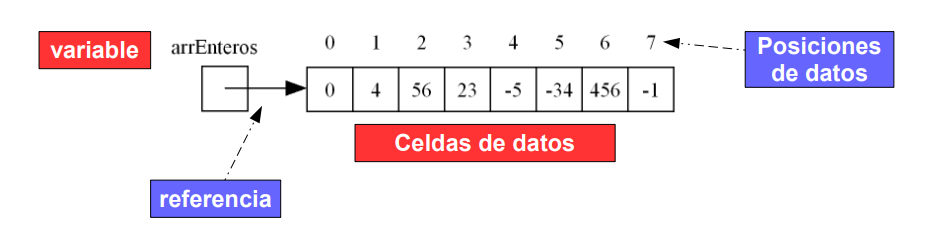 variable
arrEnteros
0 1 2 3 4 5 6 7
Posiciones
de datos
0 4 56 23 -5 -34 456 -1
Celdas de datos
referencia